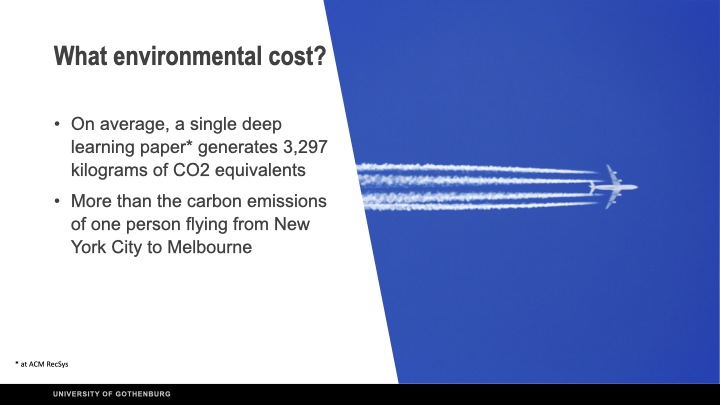 What environmental cost?
• On average, a single deep
learning paper* generates 3,297
kilograms of CO2 equivalents
• More than the carbon emissions
of one person flying from New
York City to Melbourne
* at ACM RecSys
UNIVERSITY OF GOTHENBURG